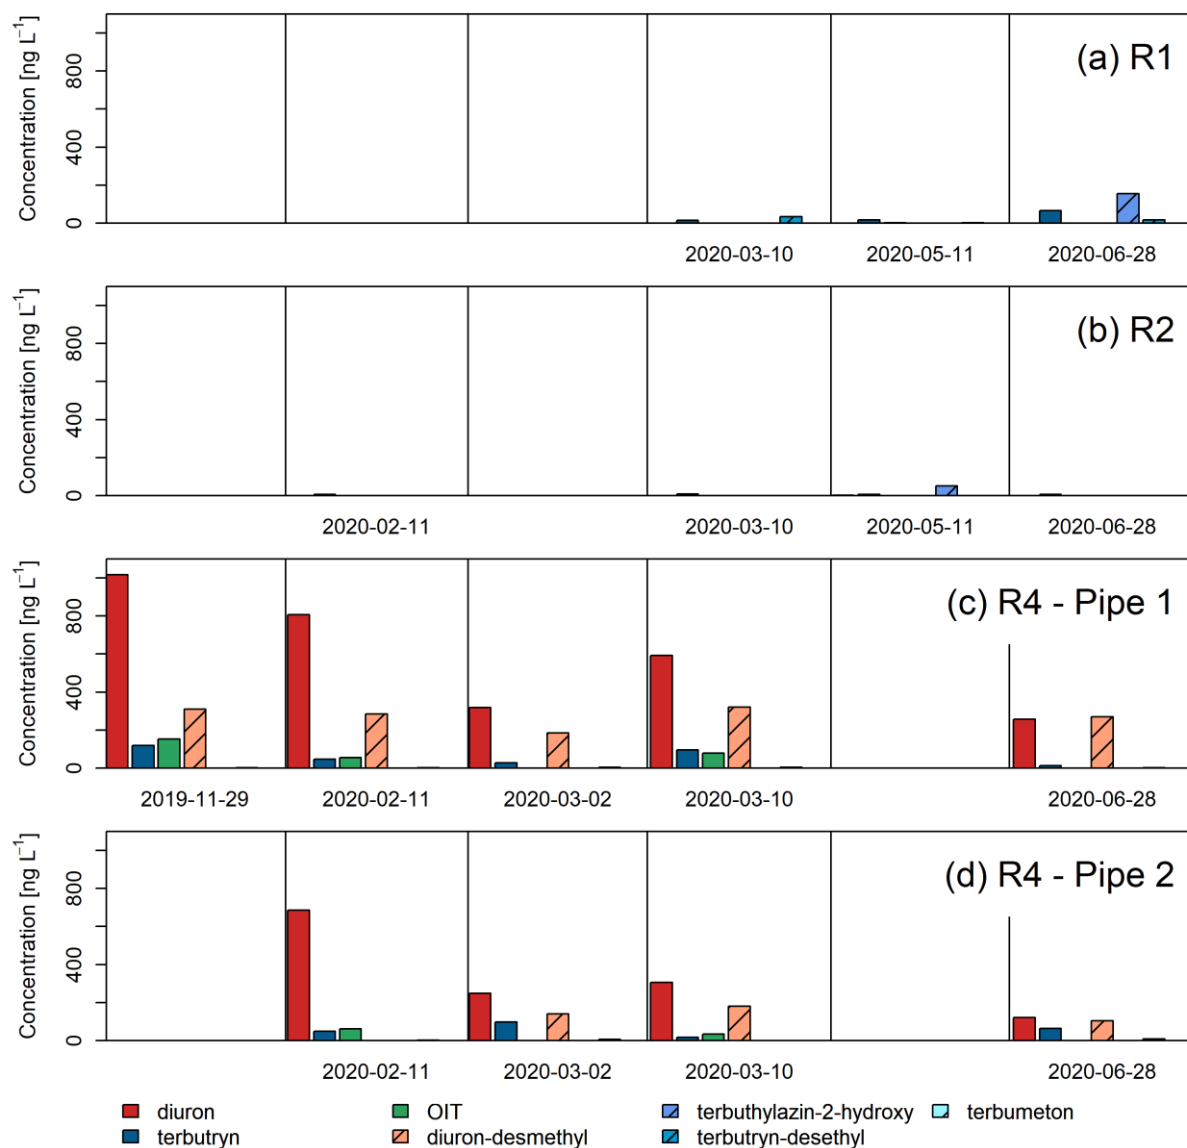 (a) R1
Concentration [ng L⁻¹]
800
400
0
2020-03-10 2020-05-11 2020-06-28
(b) R2
Concentration [ng L⁻¹]
800
400
0
2020-02-11 2020-03-10 2020-05-11 2020-06-28
(c) R4 - Pipe 1
Concentration [ng L⁻¹]
800
400
0
2019-11-29 2020-02-11 2020-03-02 2020-03-10 2020-06-28
(d) R4 - Pipe 2
Concentration [ng L⁻¹]
800
400
0
2020-02-11 2020-03-02 2020-03-10 2020-06-28
diuron OIT terbuthylazin-2-hydroxy terbumeton
terbutryn diuron-desmethyl terbutryn-desethyl